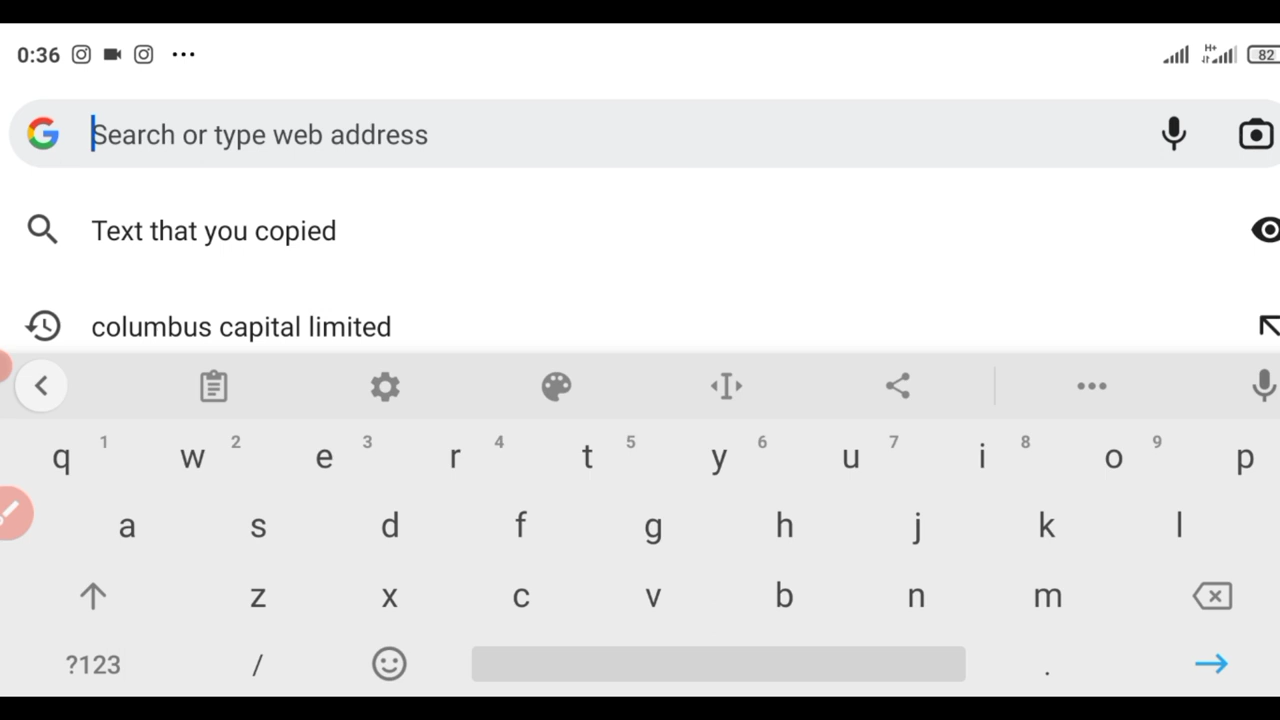 0:36 H+ 82
Search or type web address
Text that you copied
columbus capital limited
q 1 w 2 e 3 r 4 t 5 y 6 u 7 i 8 o 9 p
a s d f g h j k l
z x c v b n m
?123 / .